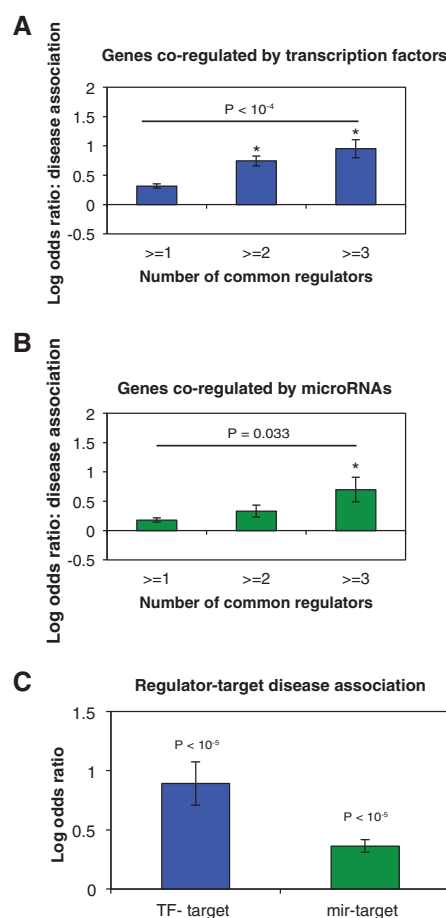 A
Genes co-regulated by transcription factors
Log odds ratio: disease association
2
1.5
1
0.5
0
-0.5
P < 10⁻⁴
*
*
>=1 >=2 >=3
Number of common regulators
B
Genes co-regulated by microRNAs
Log odds ratio: disease association
2
1.5
1
0.5
0
-0.5
P = 0.033
*
>=1 >=2 >=3
Number of common regulators
C
Regulator-target disease association
Log odds ratio
1.5
1
0.5
0
P < 10⁻⁵
P < 10⁻⁵
TF- target mir-target